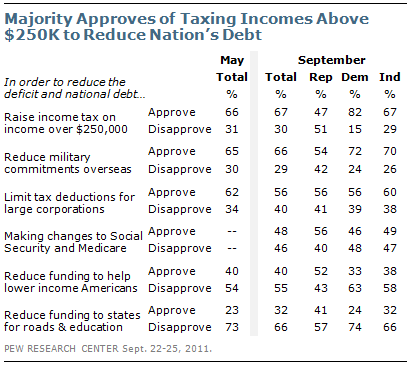 Majority Approves of Taxing Incomes Above
$250K to Reduce Nation's Debt
May September
In order to reduce the Total Total Rep Dem Ind
deficit and national debt... % % % % %
Raise income tax on Approve 66 67 47 82 67
income over $250,000 Disapprove 31 30 51 15 29
Reduce military Approve 65 66 54 72 70
commitments overseas Disapprove 30 29 42 24 26
Limit tax deductions for Approve 62 56 56 56 60
large corporations Disapprove 34 40 41 39 38
Making changes to Social Approve -- 48 56 46 49
Security and Medicare Disapprove -- 46 40 48 47
Reduce funding to help Approve 40 40 52 33 38
lower income Americans Disapprove 54 55 43 63 58
Reduce funding to states Approve 23 32 41 24 32
for roads & education Disapprove 73 66 57 74 66
PEW RESEARCH CENTER Sept. 22-25, 2011.